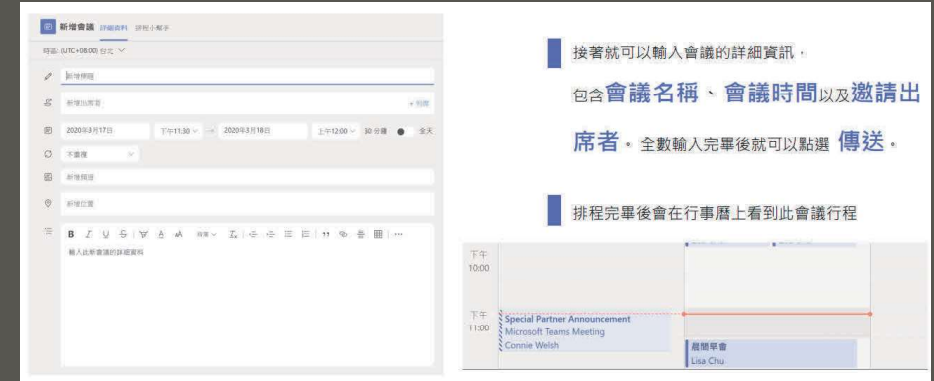 新增會議 詳細資料 排程小幫手
時區: (UTC+08:00) 台北
新增標題
新增出席者 + 列席
2020年3月17日 下午11:30 → 2020年3月18日 上午12:00 30 分鐘 全天
不重複
新增頻道
新增位置
B I U S A AA 段落 Ix
輸入此新會議的詳細資料
接著就可以輸入會議的詳細資訊，
包含會議名稱、會議時間以及邀請出
席者。全數輸入完畢後就可以點選 傳送。
排程完畢後會在行事曆上看到此會議行程
下午
10:00
下午
11:00
Special Partner Announcement
Microsoft Teams Meeting
Connie Welsh
晨間早會
Lisa Chu